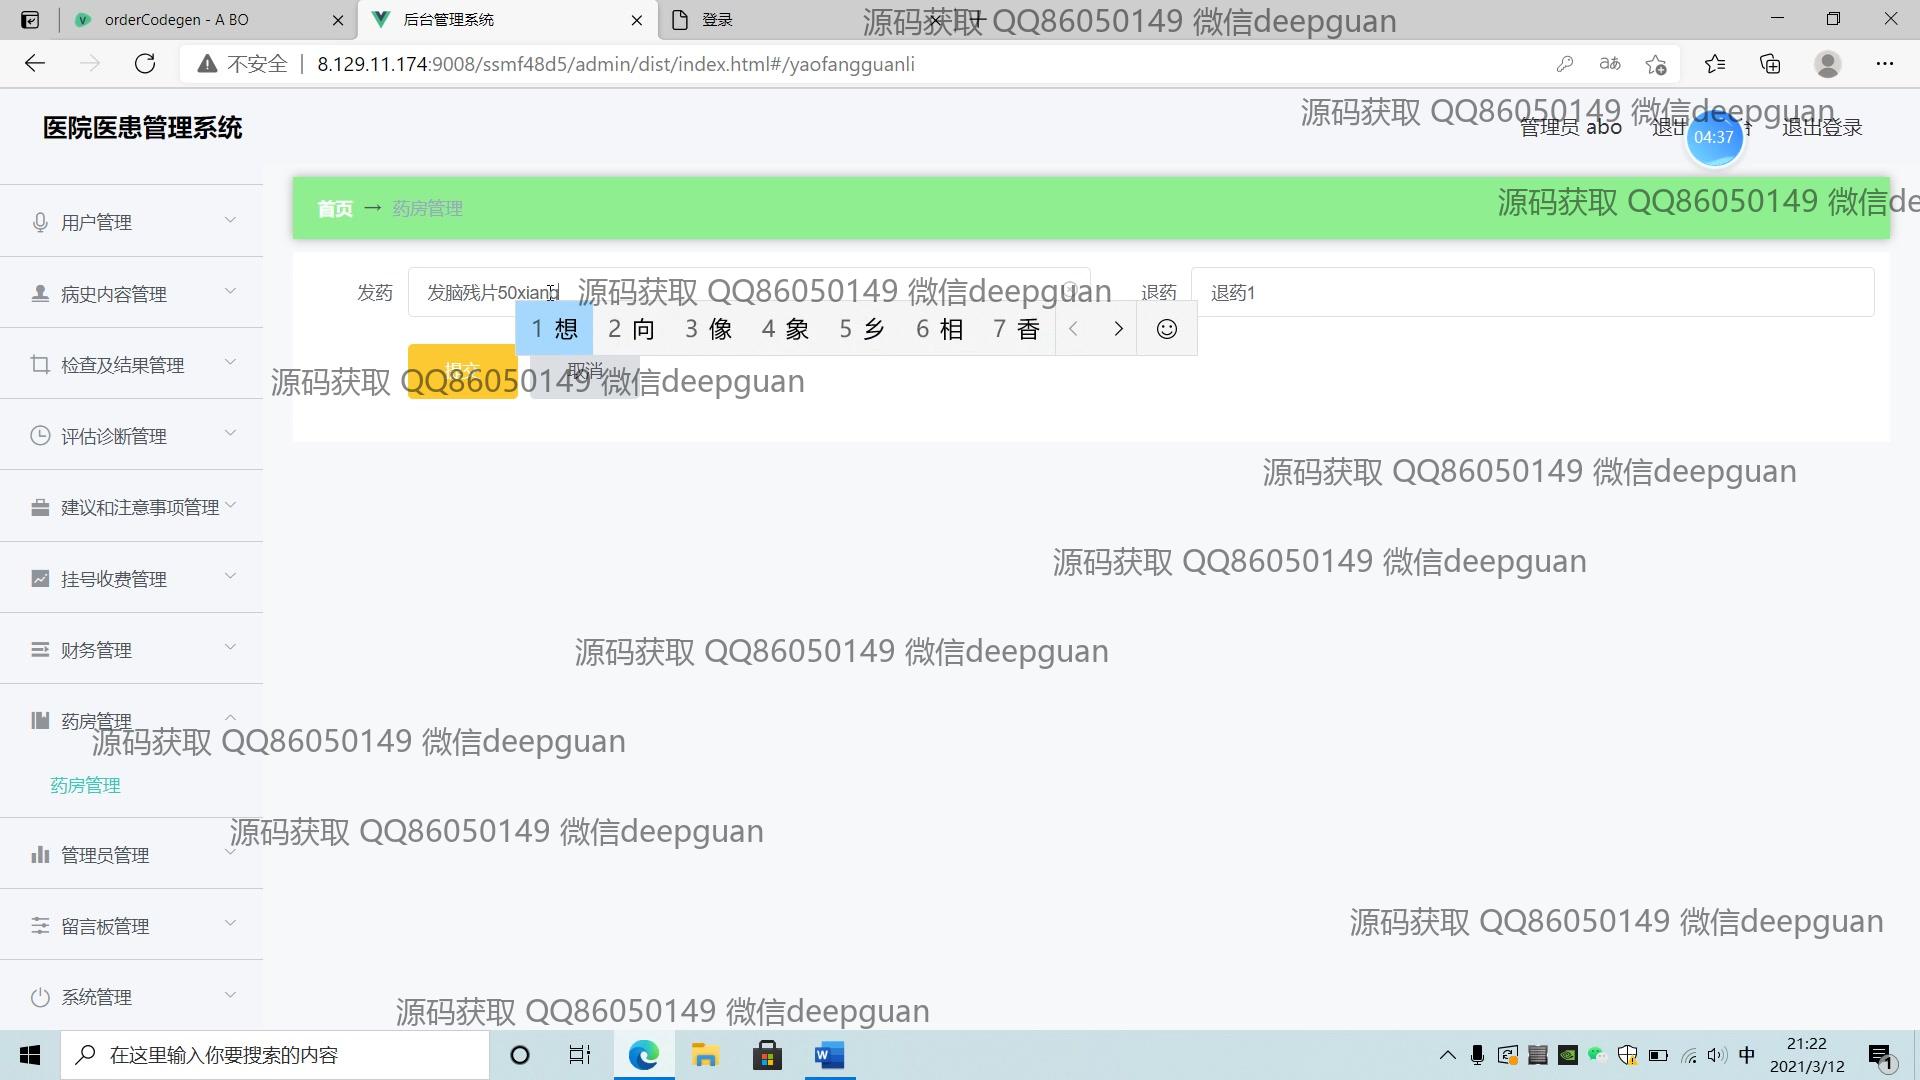 orderCodegen - A BO
后台管理系统
登录
源码获取 QQ86050149 微信deepguan
不安全
8.129.11.174:9008/ssmf48d5/admin/dist/index.html#/yaofangguanli
医院医患管理系统
源码获取 QQ86050149 微信deepguan
管理员 abo
04:37
退出登录
首页 → 药房管理
源码获取 QQ86050149 微信de
用户管理
病史内容管理
检查及结果管理
评估诊断管理
建议和注意事项管理
挂号收费管理
财务管理
药房管理
药房管理
管理员管理
留言板管理
系统管理
发药
发脑残片50xiang
源码获取 QQ86050149 微信deepguan
退药
退药1
1 想 2 向 3 像 4 象 5 乡 6 相 7 香
提交
取消
源码获取 QQ86050149 微信deepguan
源码获取 QQ86050149 微信deepguan
源码获取 QQ86050149 微信deepguan
源码获取 QQ86050149 微信deepguan
源码获取 QQ86050149 微信deepguan
源码获取 QQ86050149 微信deepguan
源码获取 QQ86050149 微信deepguan
源码获取 QQ86050149 微信deepguan
在这里输入你要搜索的内容
中
21:22
2021/3/12
1